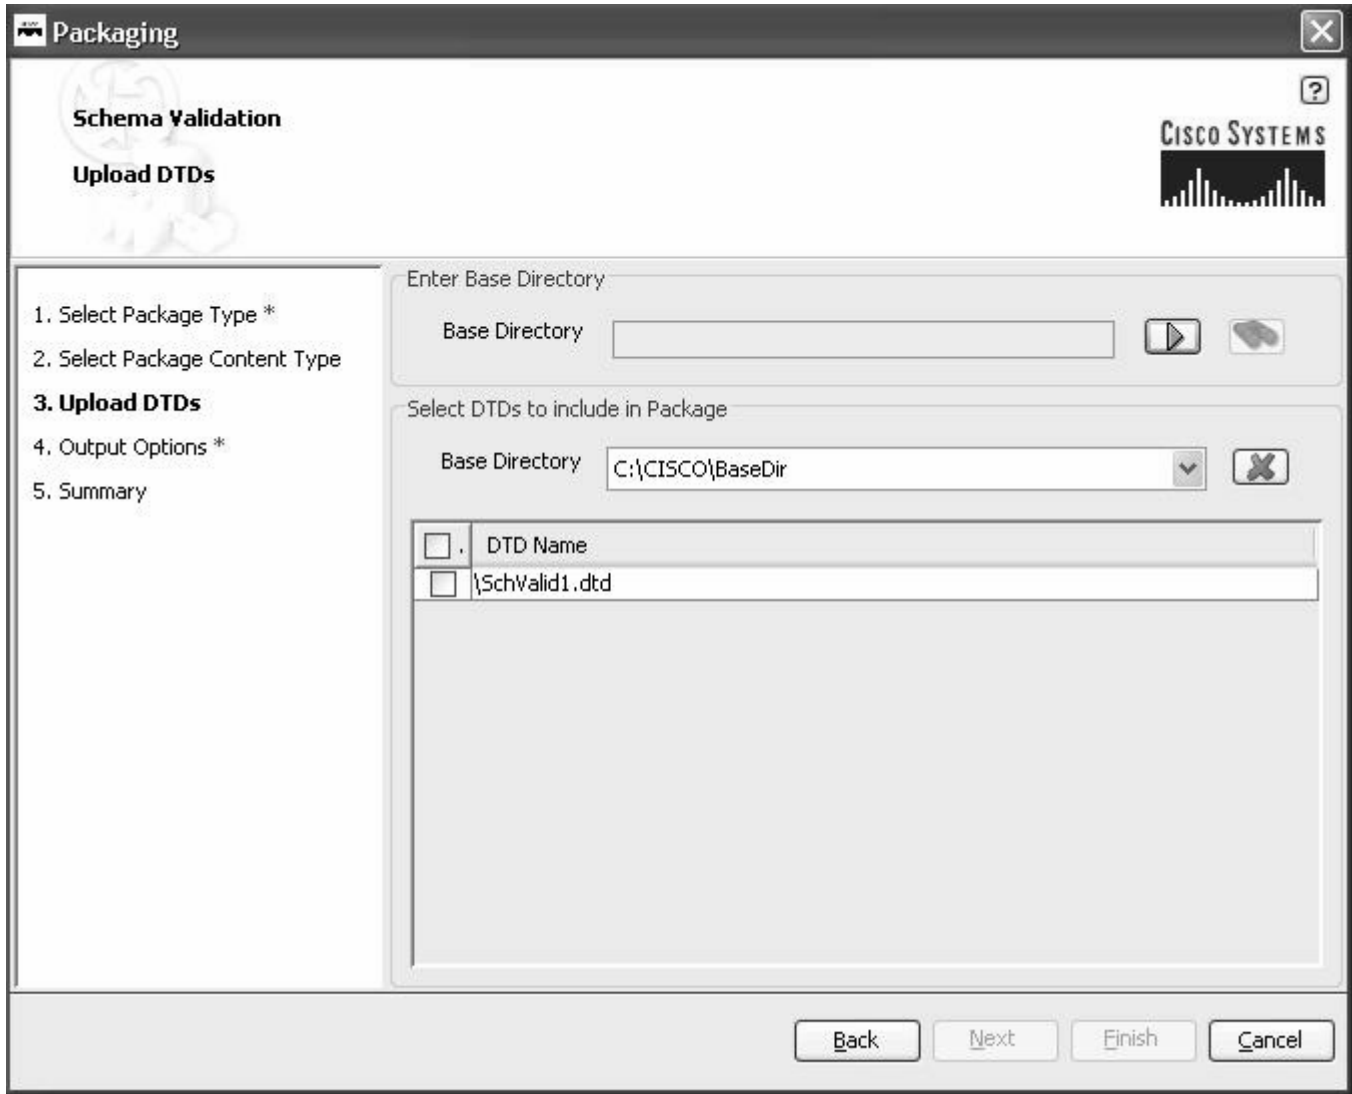 Packaging
?
Schema Validation
CISCO SYSTEMS
Upload DTDs
1. Select Package Type *
2. Select Package Content Type
3. Upload DTDs
4. Output Options *
5. Summary
Enter Base Directory
Base Directory
Select DTDs to include in Package
Base Directory C:\CISCO\BaseDir
. DTD Name
\SchValid1.dtd
Back Next Finish Cancel